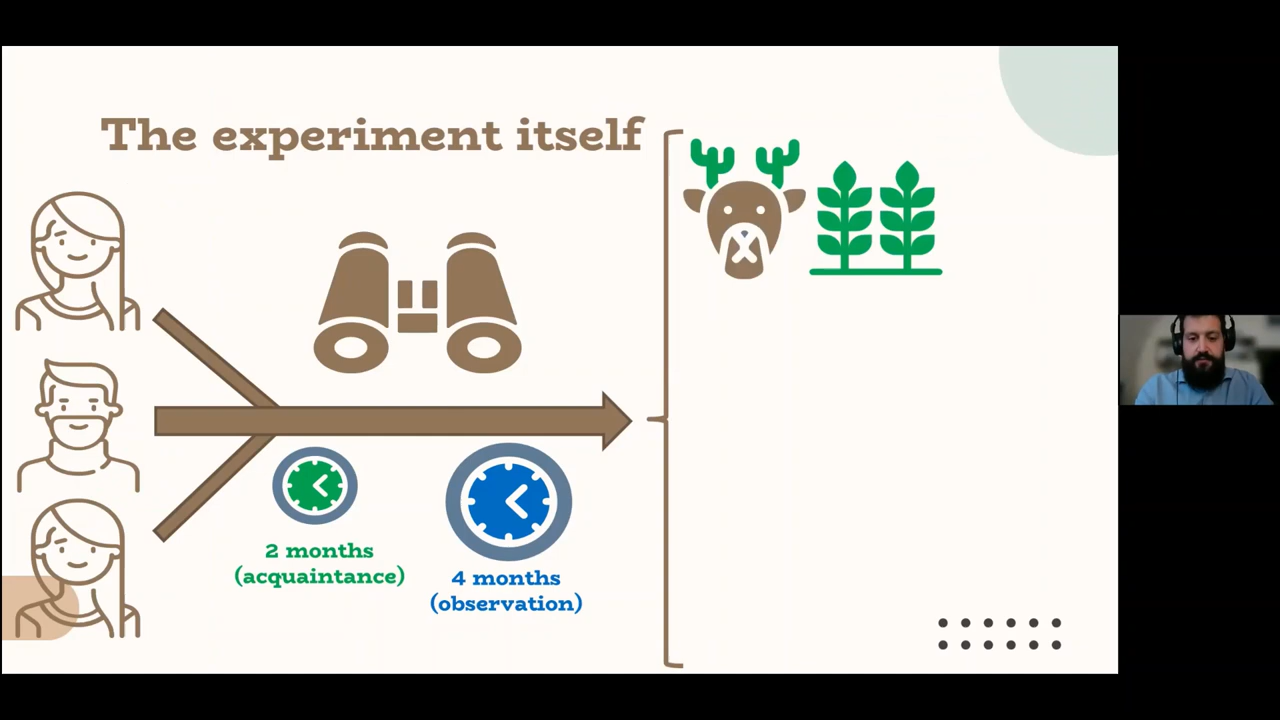 The experiment itself
2 months
(acquaintance)
4 months
(observation)